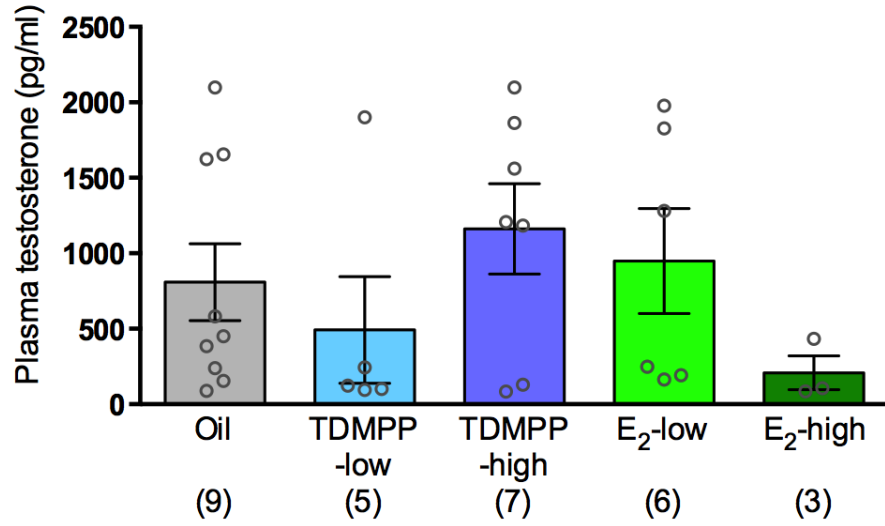 Plasma testosterone (pg/ml)
2500
2000
1500
1000
500
0
Oil
TDMPP
-low
TDMPP
-high
E₂-low
E₂-high
(9)
(5)
(7)
(6)
(3)